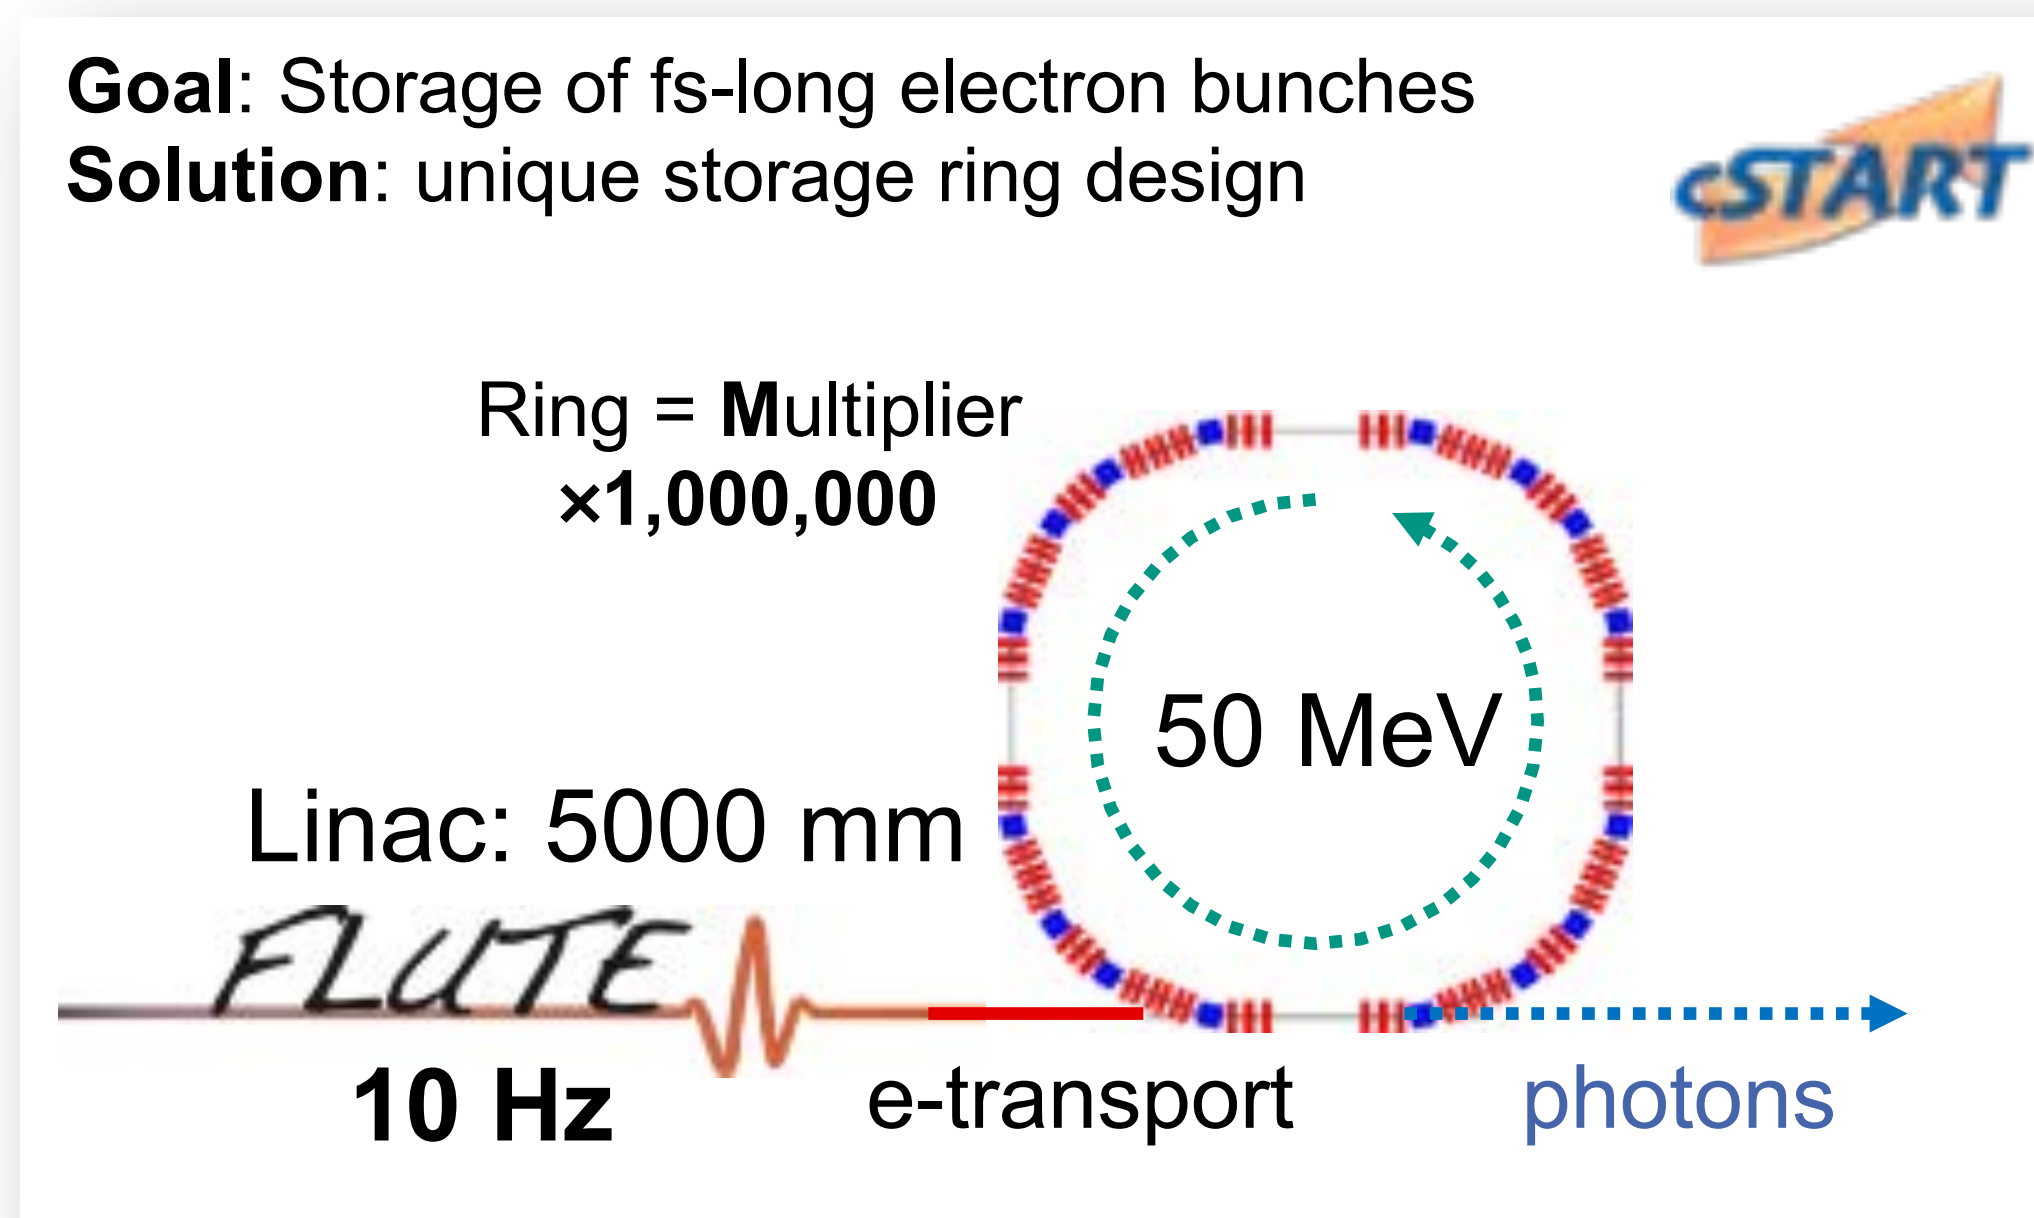 Goal: Storage of fs-long electron bunches
Solution: unique storage ring design
cSTART
Ring = Multiplier
×1,000,000
50 MeV
Linac: 5000 mm
FLUTE
10 Hz
e-transport
photons